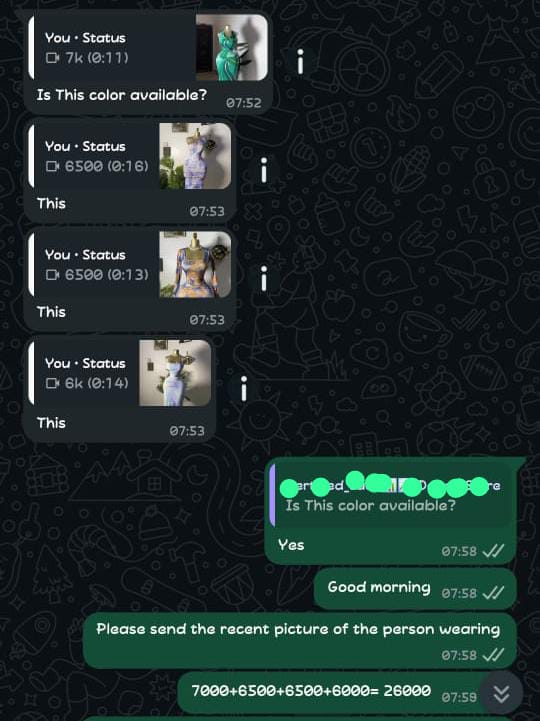 You • Status
7k (0:11)
Is This color available?
07:52
You • Status
6500 (0:16)
This
07:53
You • Status
6500 (0:13)
This
07:53
You • Status
6k (0:14)
This
07:53
Is This color available?
Yes
07:58
Good morning
07:58
Please send the recent picture of the person wearing
07:58
7000+6500+6500+6000= 26000
07:59